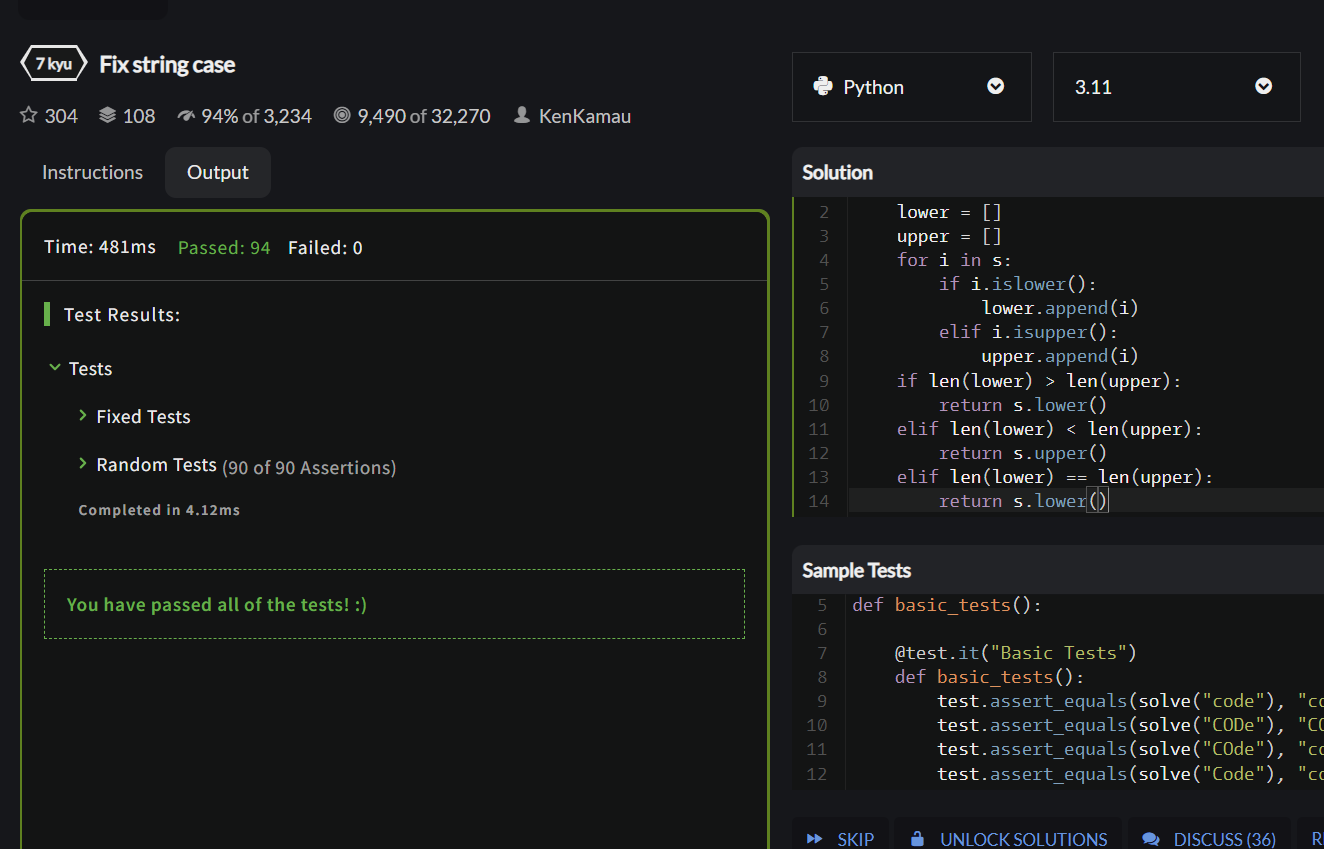 7 kyu Fix string case
304 108 94% of 3,234 9,490 of 32,270 KenKamau
Instructions Output
Time: 481ms Passed: 94 Failed: 0
Test Results:
Tests
Fixed Tests
Random Tests (90 of 90 Assertions)
Completed in 4.12ms
You have passed all of the tests! :)
Python 3.11
Solution
2 lower = []
3 upper = []
4 for i in s:
5 if i.islower():
6 lower.append(i)
7 elif i.isupper():
8 upper.append(i)
9 if len(lower) > len(upper):
10 return s.lower()
11 elif len(lower) < len(upper):
12 return s.upper()
13 elif len(lower) == len(upper):
14 return s.lower()
Sample Tests
5 def basic_tests():
6
7 @test.it("Basic Tests")
8 def basic_tests():
9 test.assert_equals(solve("code"), "co
10 test.assert_equals(solve("CODe"), "CO
11 test.assert_equals(solve("COde"), "co
12 test.assert_equals(solve("Code"), "co
SKIP UNLOCK SOLUTIONS DISCUSS (36) R